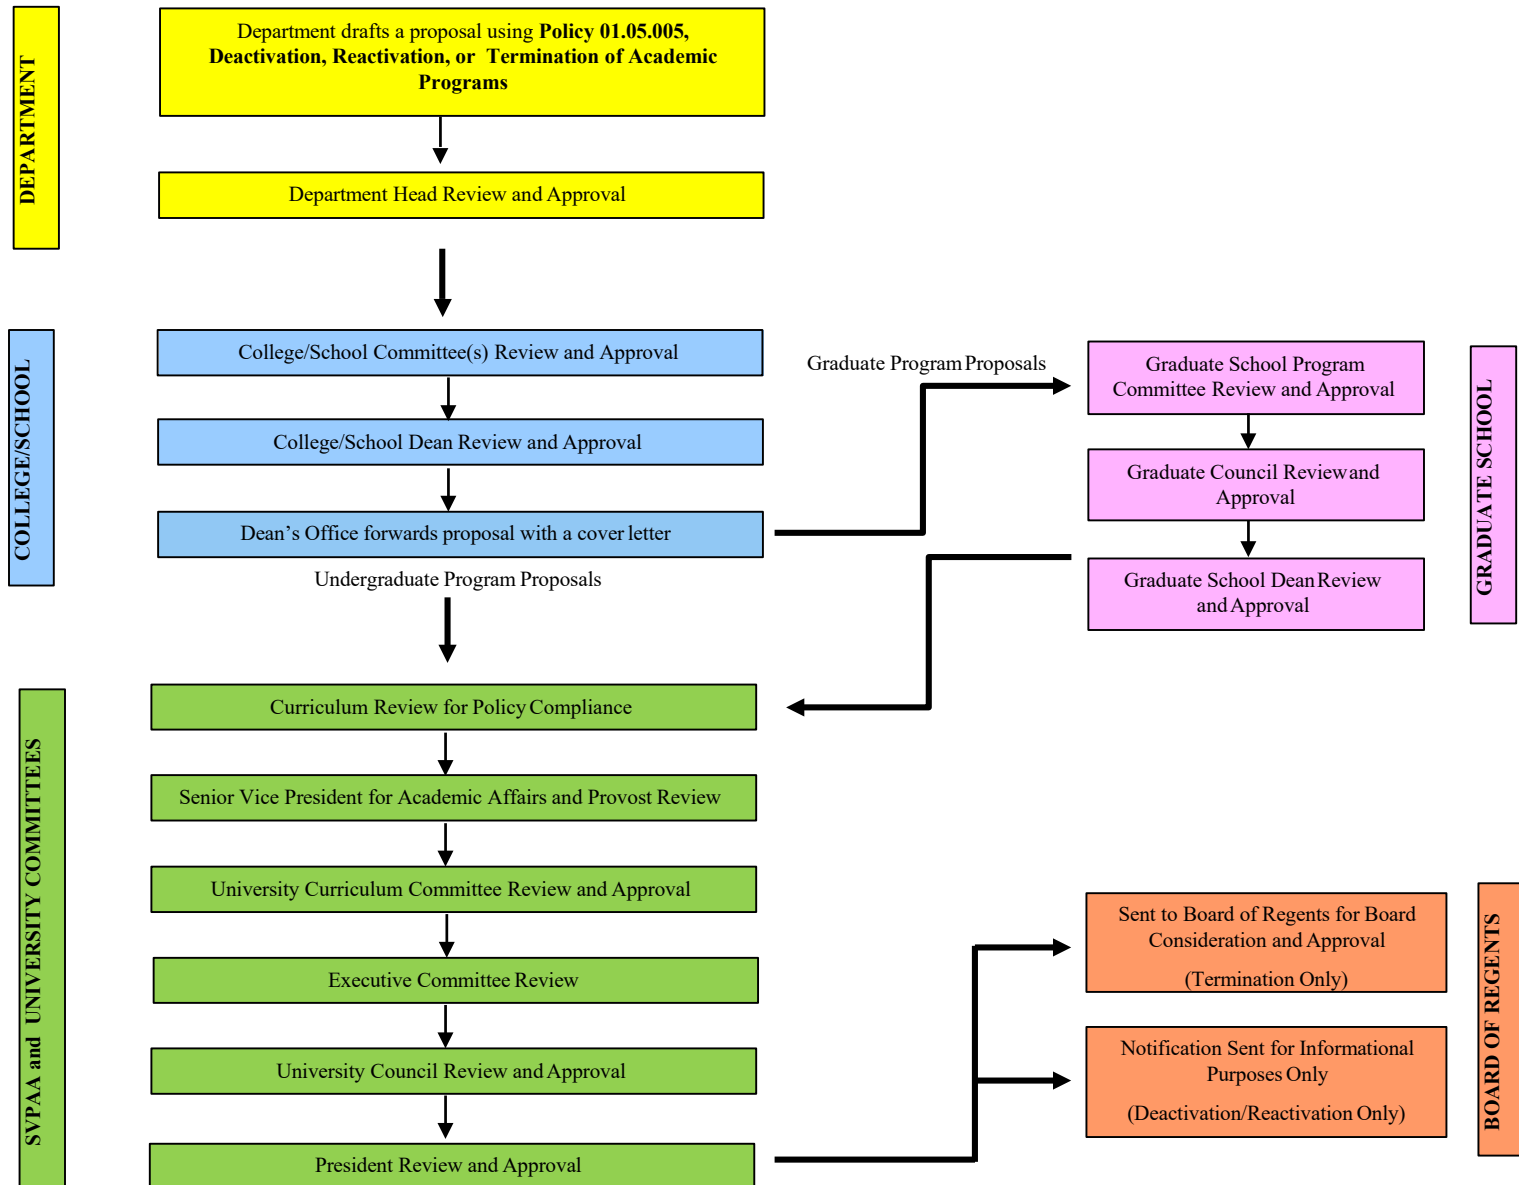 DEPARTMENT
Department drafts a proposal using Policy 01.05.005,
Deactivation, Reactivation, or Termination of Academic
Programs
Department Head Review and Approval
COLLEGE/SCHOOL
College/School Committee(s) Review and Approval
College/School Dean Review and Approval
Dean’s Office forwards proposal with a cover letter
Graduate Program Proposals
Undergraduate Program Proposals
GRADUATE SCHOOL
Graduate School Program
Committee Review and Approval
Graduate Council Review and
Approval
Graduate School Dean Review
and Approval
SVPAA and UNIVERSITY COMMITTEES
Curriculum Review for Policy Compliance
Senior Vice President for Academic Affairs and Provost Review
University Curriculum Committee Review and Approval
Executive Committee Review
University Council Review and Approval
President Review and Approval
BOARD OF REGENTS
Sent to Board of Regents for Board
Consideration and Approval
(Termination Only)
Notification Sent for Informational
Purposes Only
(Deactivation/Reactivation Only)